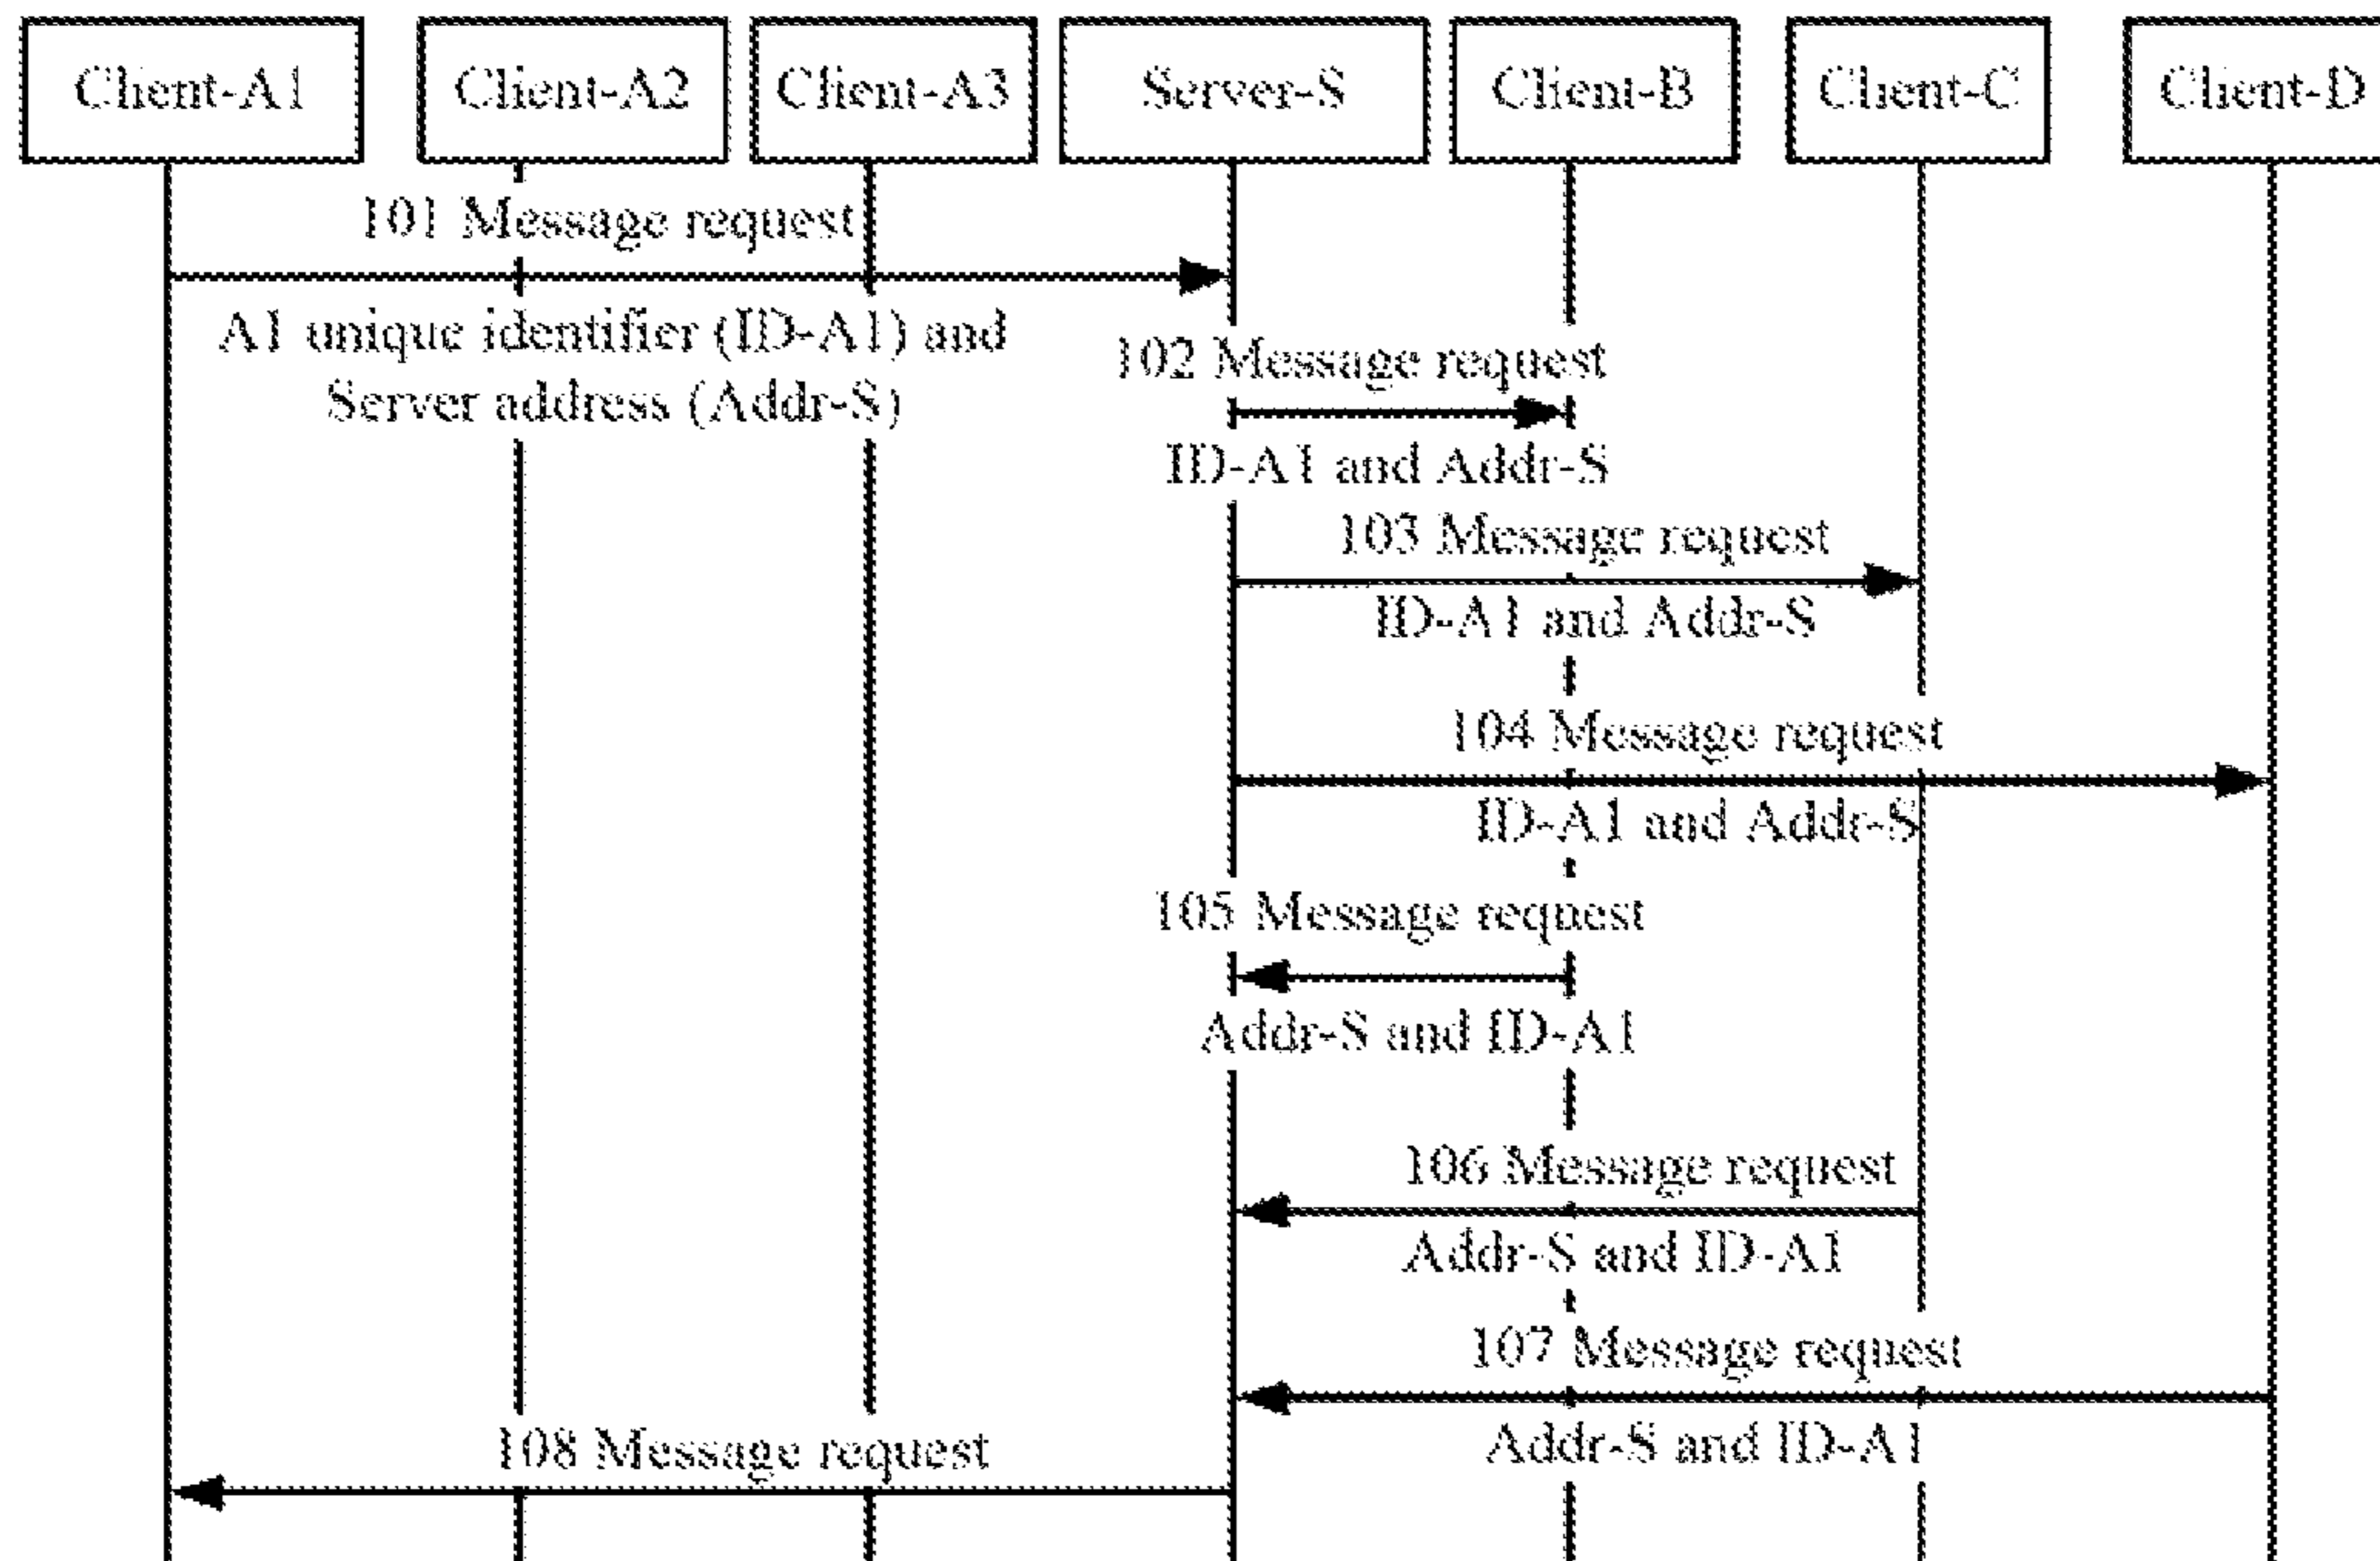 Client-A1
Client-A2
Client-A3
Server-S
Client-B
Client-C
Client-D
101 Message request
A1 unique identifier (ID-A1) and
Server address (Addr-S)
102 Message request
ID-A1 and Addr-S
103 Message request
ID-A1 and Addr-S
104 Message request
ID-A1 and Addr-S
105 Message request
Addr-S and ID-A1
106 Message request
Addr-S and ID-A1
107 Message request
Addr-S and ID-A1
108 Message request